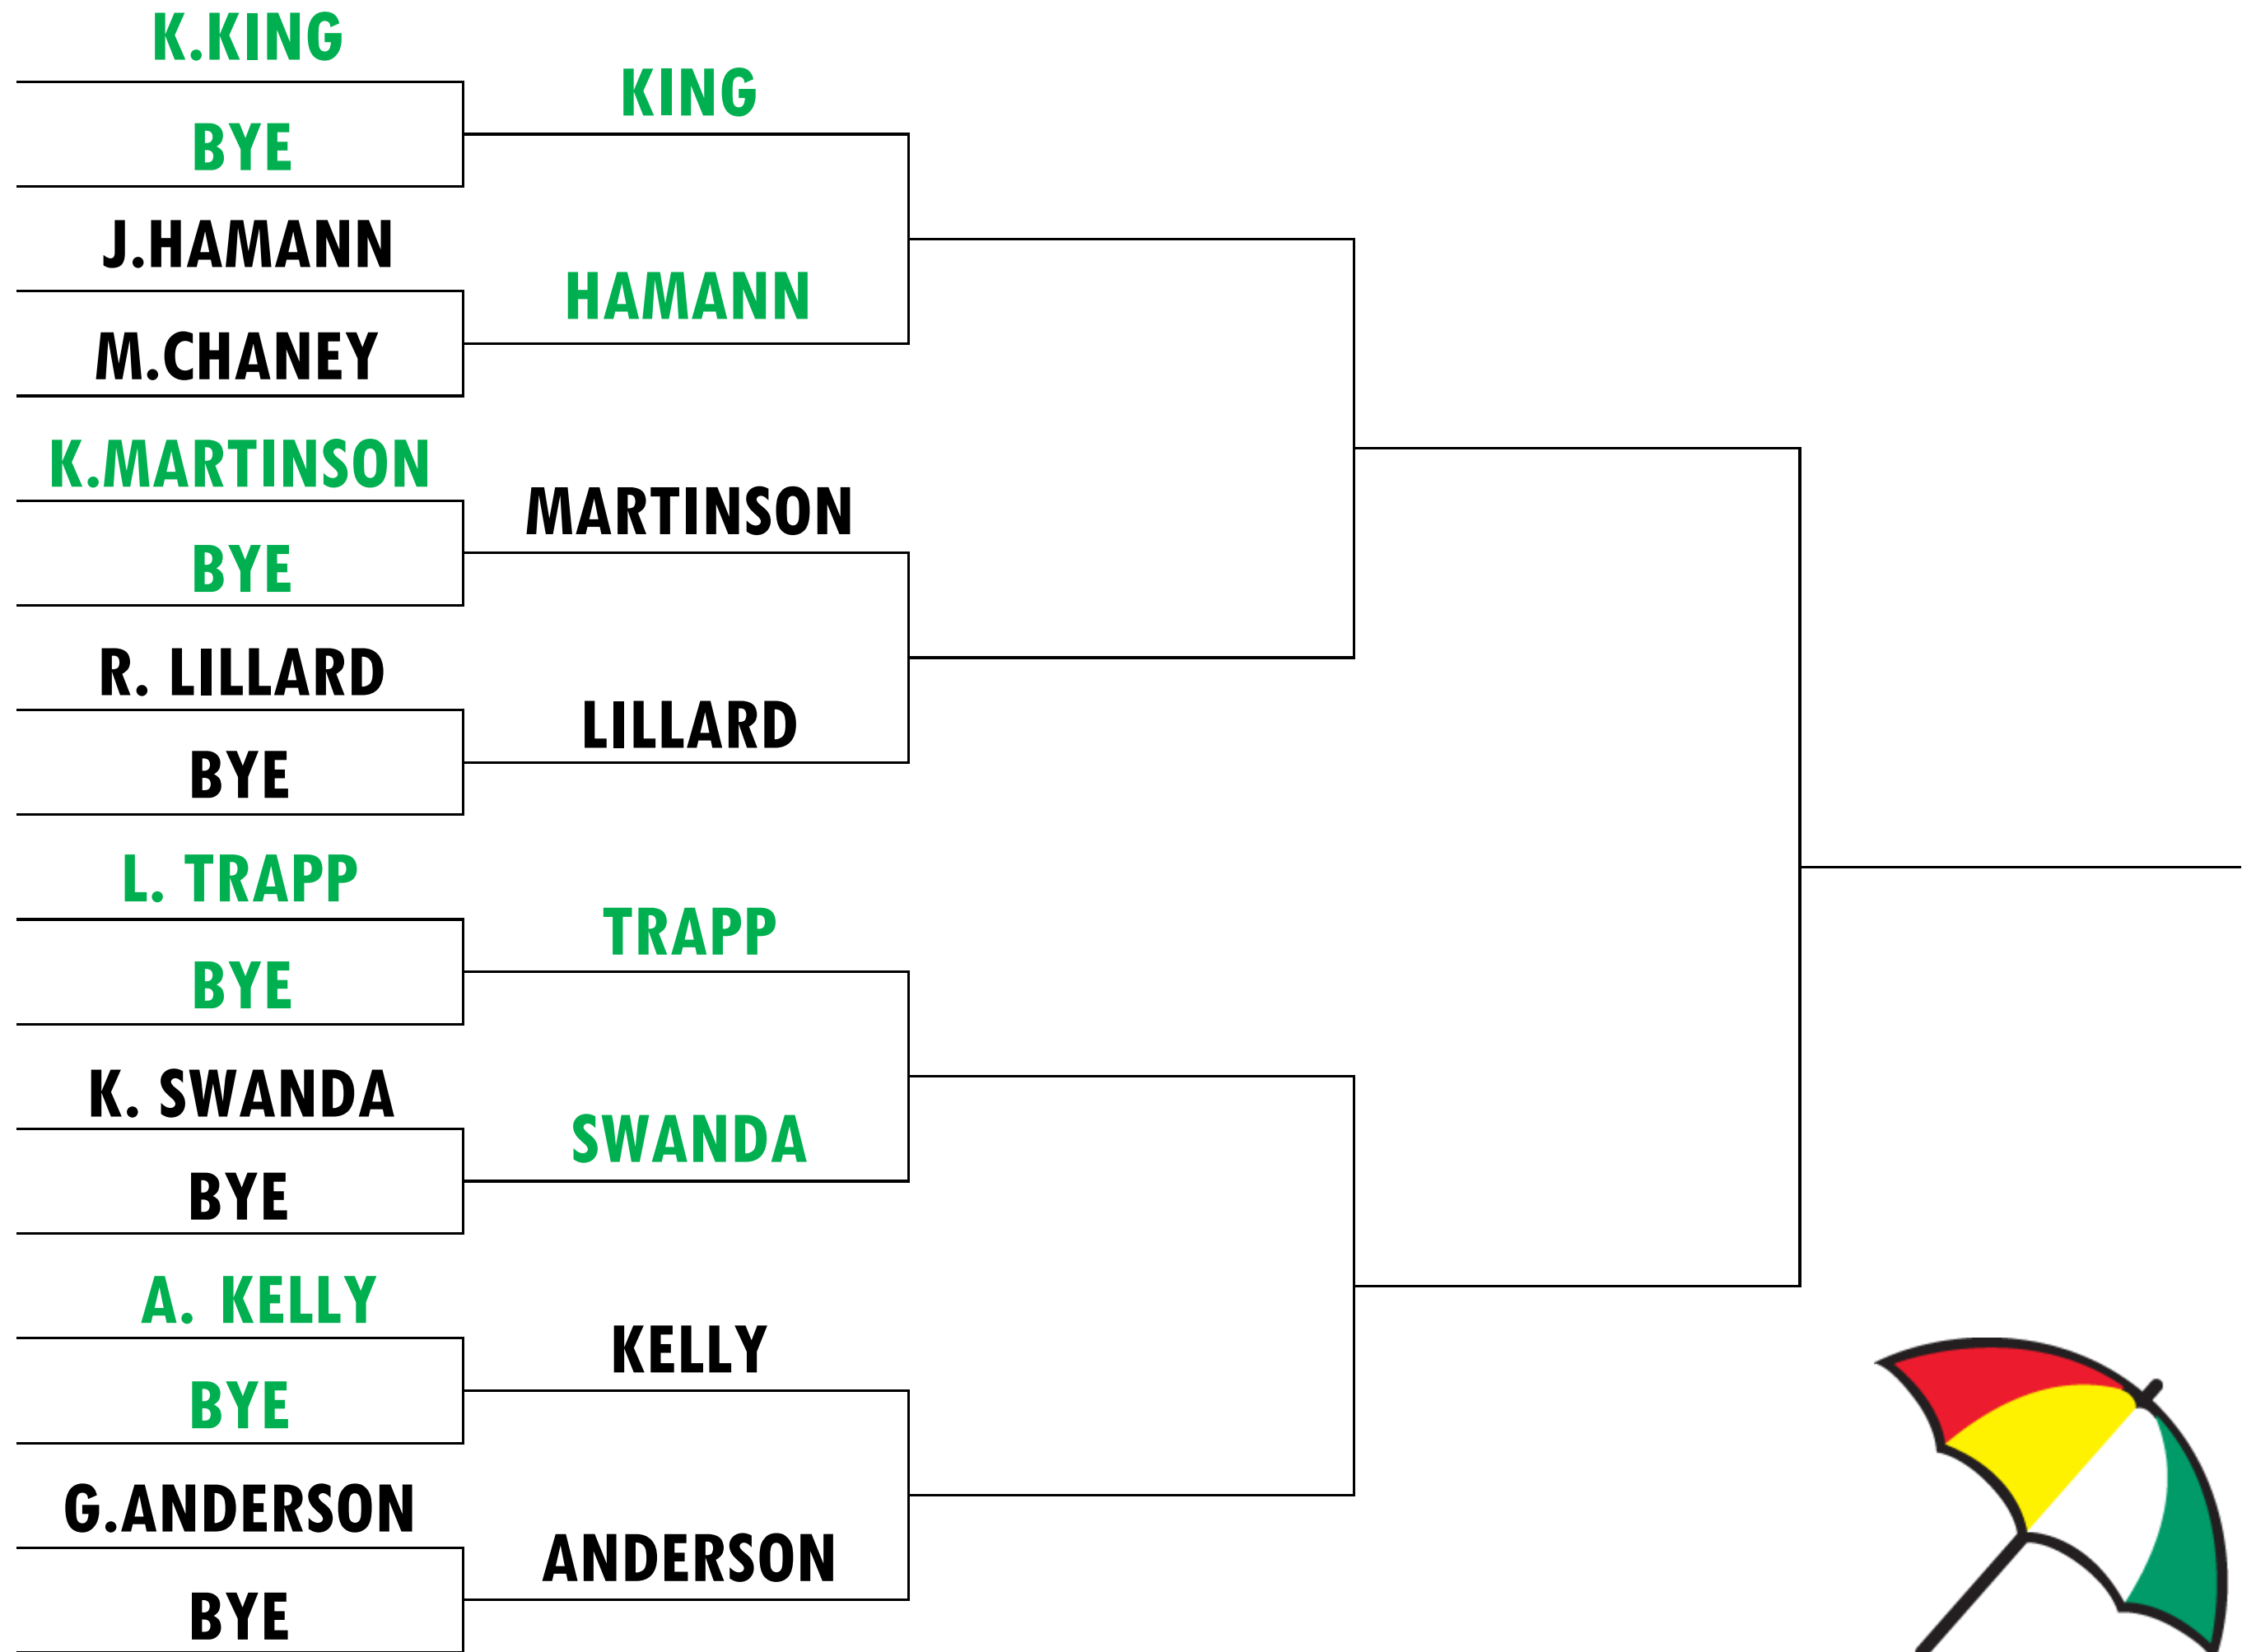 K.KING
BYE
J.HAMANN
M.CHANEY
K.MARTINSON
BYE
R. LILLARD
BYE
L. TRAPP
BYE
K. SWANDA
BYE
A. KELLY
BYE
G.ANDERSON
BYE
KING
HAMANN
MARTINSON
LILLARD
TRAPP
SWANDA
KELLY
ANDERSON